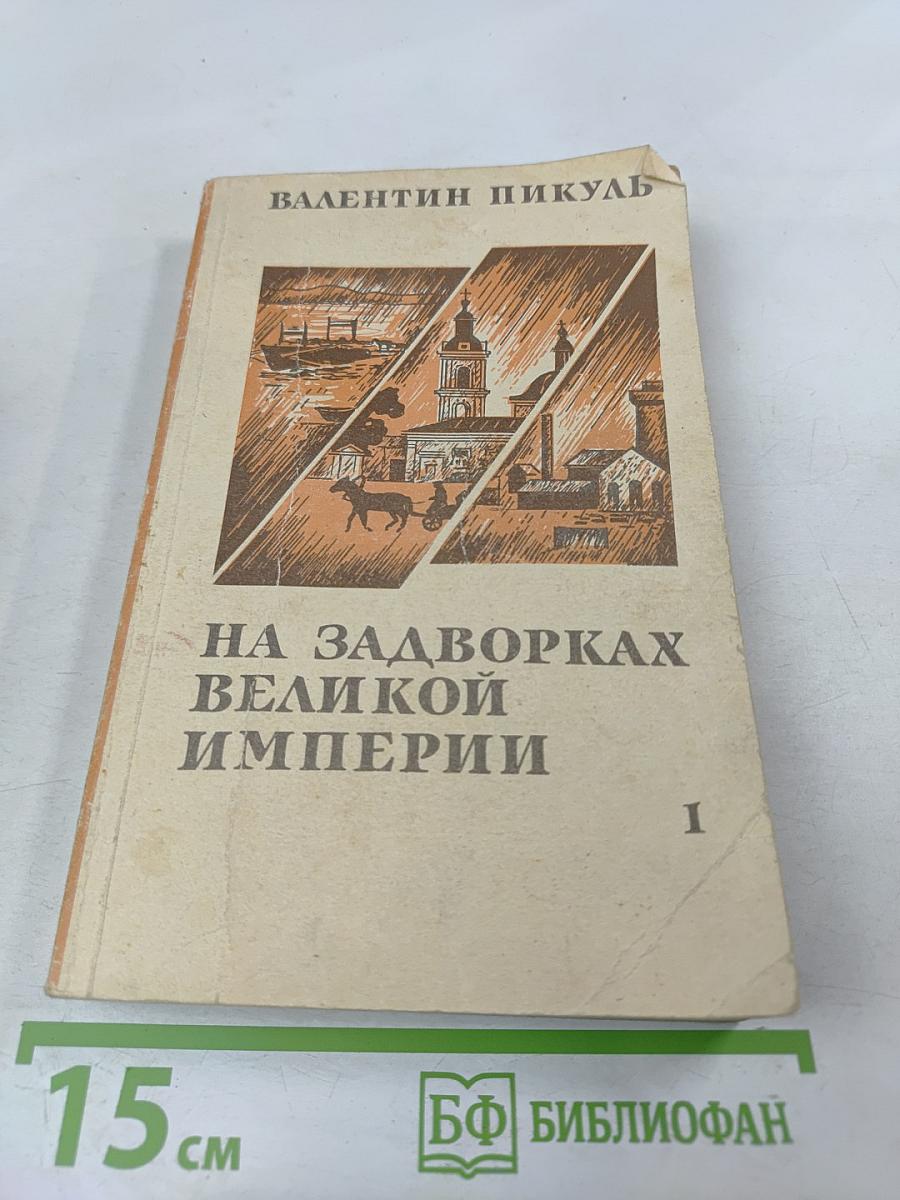 ВАЛЕНТИН ПИКУЛЬ
НА ЗАДВОРКАХ
ВЕЛИКОЙ
ИМПЕРИИ
I
15 см
БФ БИБЛИОФАН